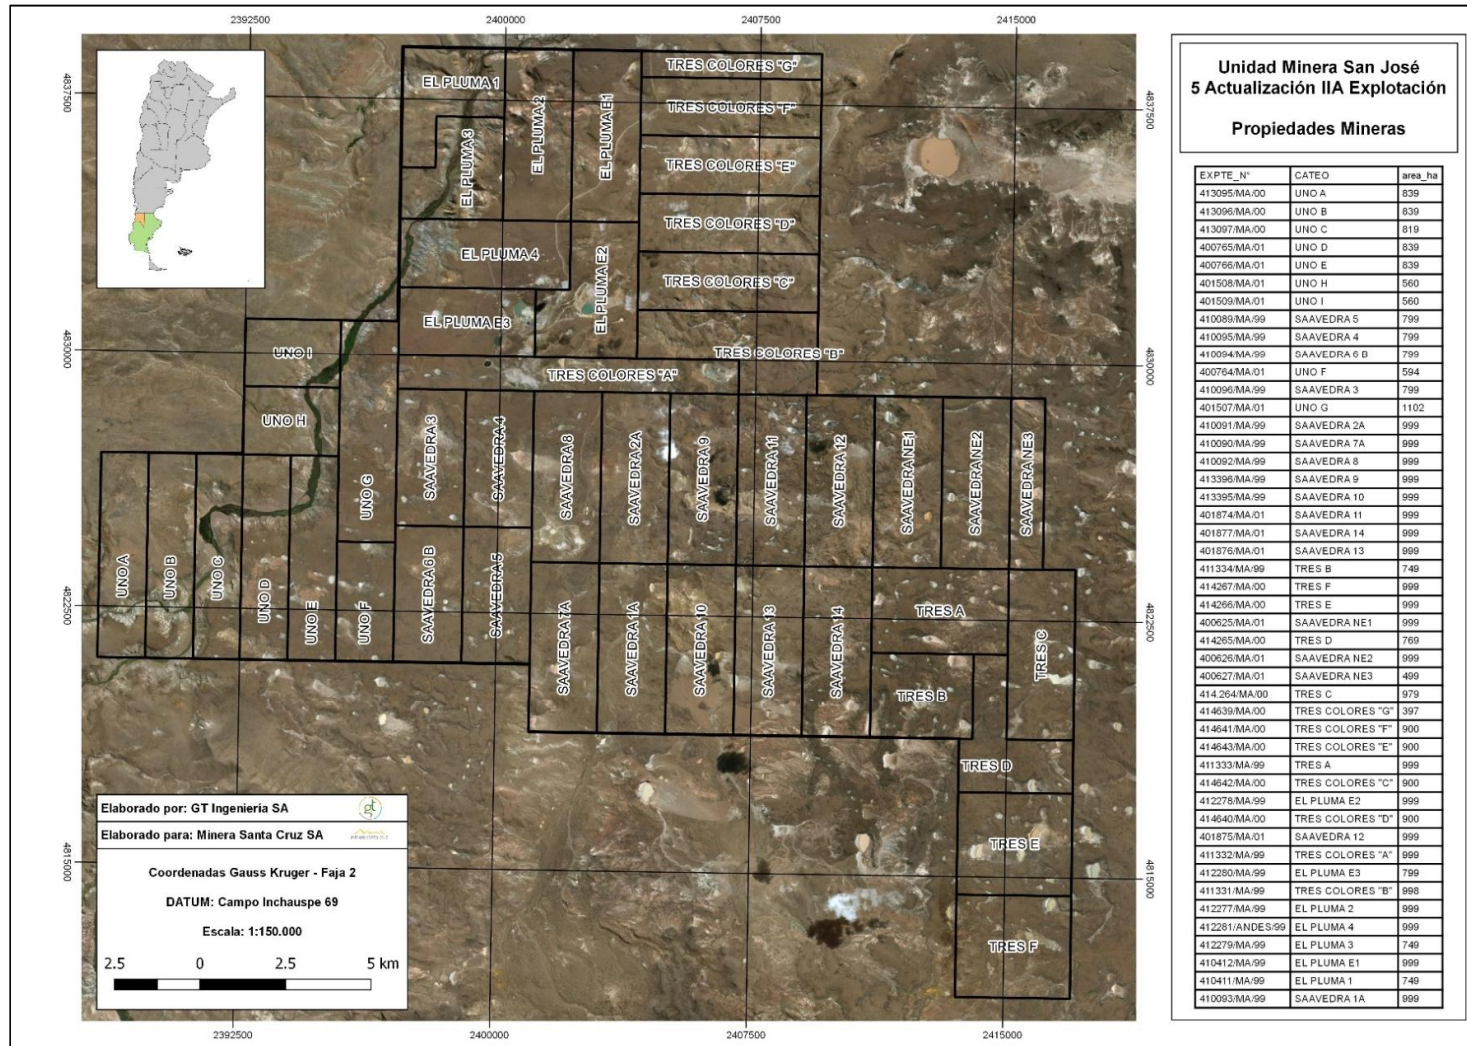 2392500
2400000
2407500
2415000
4837500
4830000
4822500
4815000
4837500
4830000
4822500
4815000
EL PLUMA 1
EL PLUMA 2
EL PLUMA E1
TRES COLORES "G"
TRES COLORES "F"
EL PLUMA 3
TRES COLORES "E"
TRES COLORES "D"
EL PLUMA 4
EL PLUMA E2
TRES COLORES "C"
EL PLUMA E3
UNO I
TRES COLORES "B"
TRES COLORES "A"
UNO H
UNO G
SAAVEDRA 3
SAAVEDRA 4
SAAVEDRA 8
SAAVEDRA 2A
SAAVEDRA 9
SAAVEDRA 11
SAAVEDRA 12
SAAVEDRA NE1
SAAVEDRA NE2
SAAVEDRA NE3
UNO A
UNO B
UNO C
UNO D
UNO E
UNO F
SAAVEDRA 6 B
SAAVEDRA 5
SAAVEDRA 7A
SAAVEDRA 1A
SAAVEDRA 10
SAAVEDRA 13
SAAVEDRA 14
TRES A
TRES B
TRES C
TRES D
TRES E
TRES F
Elaborado por: GT Ingeniería SA
gt
Elaborado para: Minera Santa Cruz SA
Coordenadas Gauss Kruger - Faja 2
DATUM: Campo Inchauspe 69
Escala: 1:150.000
2.5 0 2.5 5 km
2392500
2400000
2407500
2415000
Unidad Minera San José
5 Actualización IIA Explotación
Propiedades Mineras
EXPTE_N° CATEO area_ha
413095/MA/00 UNO A 839
413096/MA/00 UNO B 839
413097/MA/00 UNO C 819
400765/MA/01 UNO D 839
400766/MA/01 UNO E 839
401508/MA/01 UNO H 560
401509/MA/01 UNO I 560
410089/MA/99 SAAVEDRA 5 799
410095/MA/99 SAAVEDRA 4 799
410094/MA/99 SAAVEDRA 6 B 799
400764/MA/01 UNO F 594
410096/MA/99 SAAVEDRA 3 799
401507/MA/01 UNO G 1102
410091/MA/99 SAAVEDRA 2A 999
410090/MA/99 SAAVEDRA 7A 999
410092/MA/99 SAAVEDRA 8 999
413396/MA/99 SAAVEDRA 9 999
413395/MA/99 SAAVEDRA 10 999
401874/MA/01 SAAVEDRA 11 999
401877/MA/01 SAAVEDRA 14 999
401876/MA/01 SAAVEDRA 13 999
411334/MA/99 TRES B 749
414267/MA/00 TRES F 999
414266/MA/00 TRES E 999
400625/MA/01 SAAVEDRA NE1 999
414265/MA/00 TRES D 769
400626/MA/01 SAAVEDRA NE2 999
400627/MA/01 SAAVEDRA NE3 499
414.264/MA/00 TRES C 979
414639/MA/00 TRES COLORES "G" 397
414641/MA/00 TRES COLORES "F" 900
414643/MA/00 TRES COLORES "E" 900
411333/MA/99 TRES A 999
414642/MA/00 TRES COLORES "C" 900
412278/MA/99 EL PLUMA E2 999
414640/MA/00 TRES COLORES "D" 900
401875/MA/01 SAAVEDRA 12 999
411332/MA/99 TRES COLORES "A" 999
412280/MA/99 EL PLUMA E3 799
411331/MA/99 TRES COLORES "B" 998
412277/MA/99 EL PLUMA 2 999
412281/ANDES/99 EL PLUMA 4 999
412279/MA/99 EL PLUMA 3 749
410412/MA/99 EL PLUMA E1 999
410411/MA/99 EL PLUMA 1 749
410093/MA/99 SAAVEDRA 1A 999